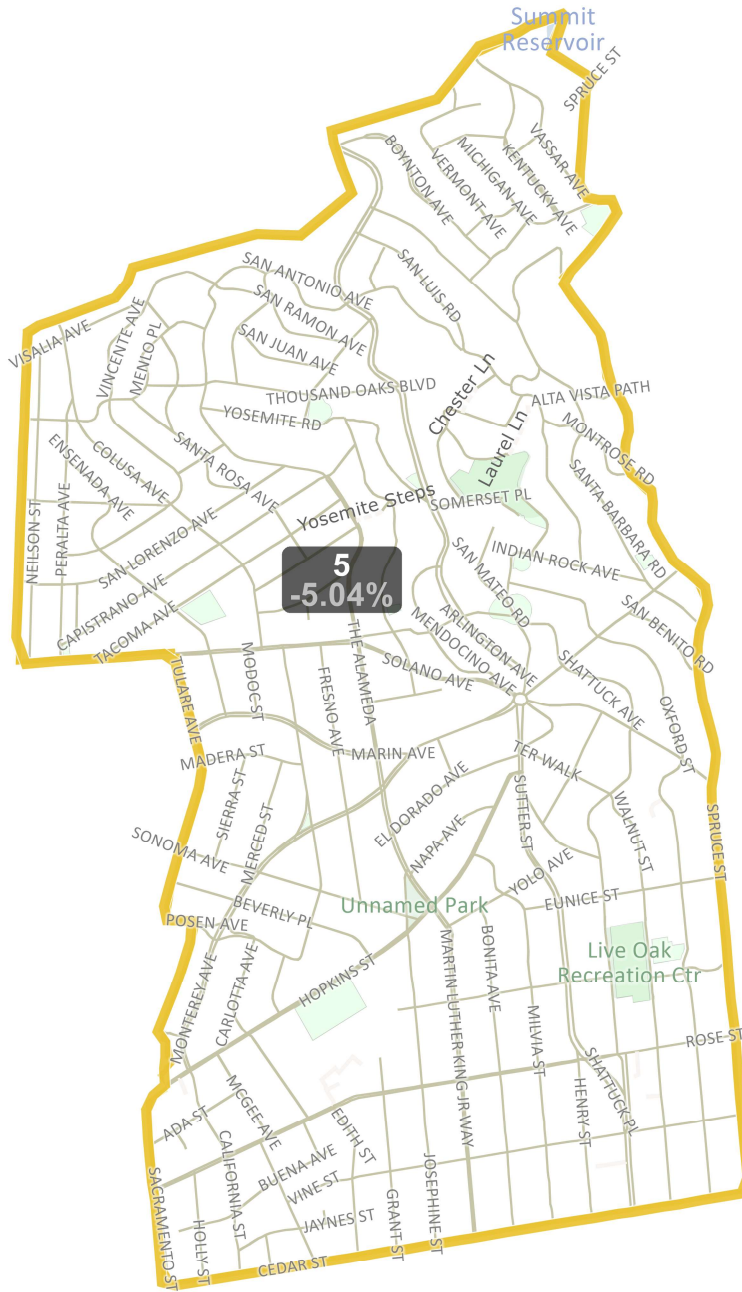 Summit
Reservoir
SPRUCE ST
VASSAR AVE
KENTUCKY AVE
MICHIGAN AVE
VERMONT AVE
BOYNTON AVE
SAN LUIS RD
SAN ANTONIO AVE
SAN RAMON AVE
SAN JUAN AVE
VISALIA AVE
VINCENTE AVE
MENLO PL
THOUSAND OAKS BLVD
YOSEMITE RD
Chester Ln
Laurel Ln
ALTA VISTA PATH
MONTROSE RD
SANTA BARBARA RD
ENSENADA AVE
COLUSA AVE
SANTA ROSA AVE
Yosemite Steps
SOMERSET PL
NEILSON ST
PERALTA AVE
SAN LORENZO AVE
CAPISTRANO AVE
TACOMA AVE
INDIAN ROCK AVE
SAN MATEO RD
5
-5.04%
ARLINGTON AVE
MENDOCINO AVE
SAN BENITO RD
TULARE AVE
MODOC ST
FRESNO AVE
THE ALAMEDA
SOLANO AVE
SHATTUCK AVE
OXFORD ST
MADERA ST
MARIN AVE
TER WALK
SIERRA ST
MERCED ST
EL DORADO AVE
NAPA AVE
SUTTER ST
WALNUT ST
SPRUCE ST
SONOMA AVE
YOLO AVE
EUNICE ST
BEVERLY PL
Unnamed Park
POSEN AVE
MONTEREY AVE
CARLOTTA AVE
HOPKINS ST
MARTIN LUTHER KING JR WAY
BONITA AVE
MILVIA ST
Live Oak
Recreation Ctr
ROSE ST
HENRY ST
SHATTUCK PL
ADA ST
MCGEE AVE
CALIFORNIA ST
EDITH ST
BUENA AVE
VINE ST
JAYNES ST
SACRAMENTO ST
HOLLY ST
GRANT ST
JOSEPHINE ST
CEDAR ST